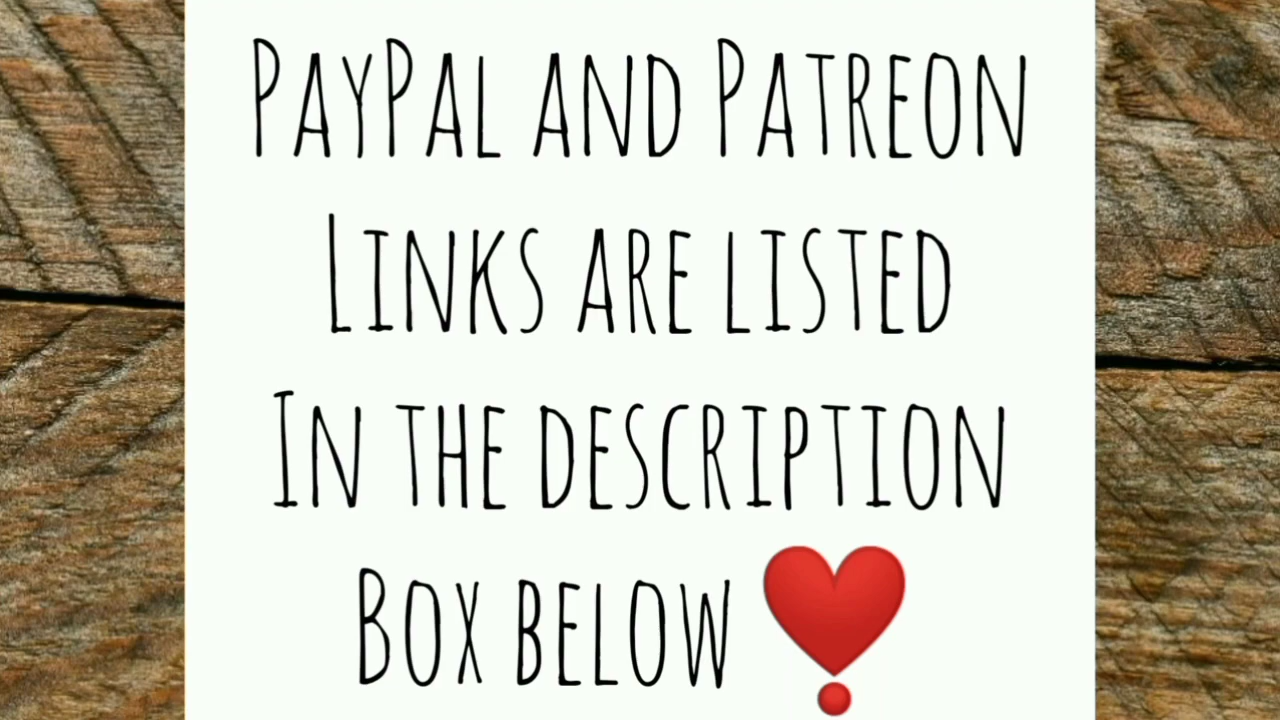 PayPal and Patreon
Links are listed
In the description
Box below ❣